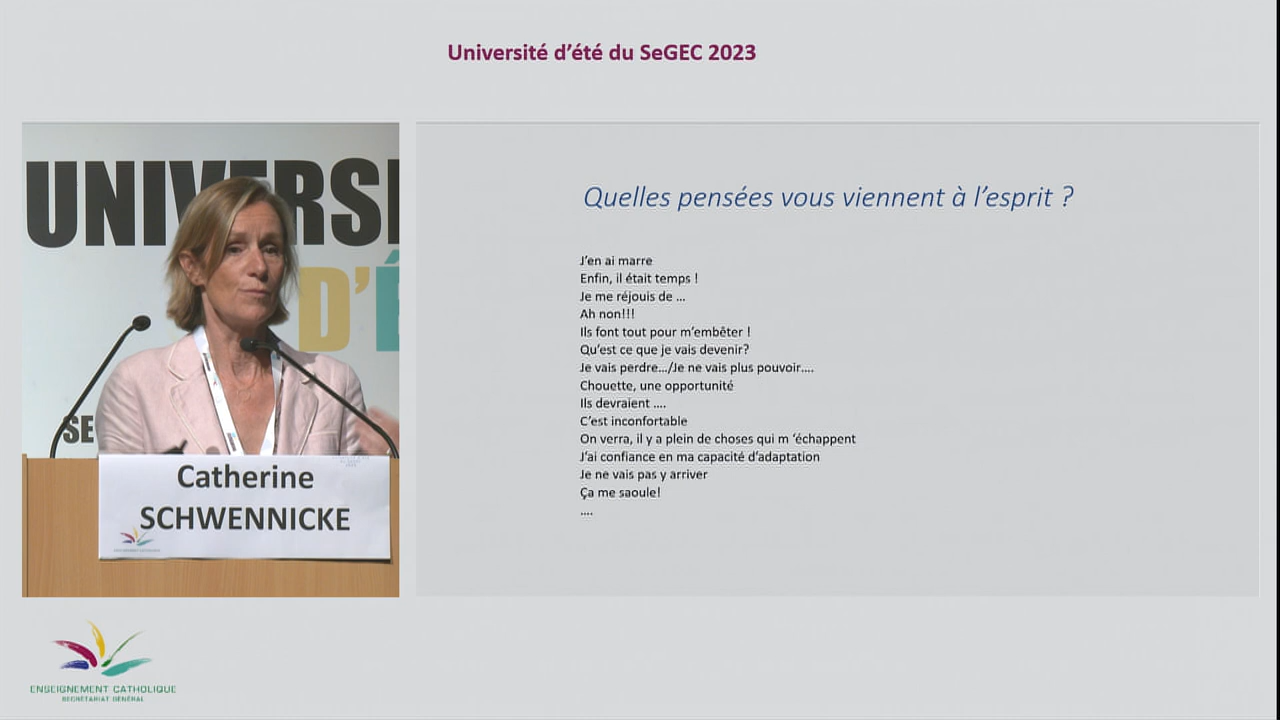 Université d'été du SeGEC 2023
UNIVERSI
D'É
SE
Catherine
SCHWENNICKE
Quelles pensées vous viennent à l'esprit ?
J'en ai marre
Enfin, il était temps !
Je me réjouis de ...
Ah non!!!
Ils font tout pour m'embêter !
Qu'est ce que je vais devenir?
Je vais perdre.../Je ne vais plus pouvoir....
Chouette, une opportunité
Ils devraient ....
C'est inconfortable
On verra, il y a plein de choses qui m 'échappent
J'ai confiance en ma capacité d'adaptation
Je ne vais pas y arriver
Ça me saoule!
....
ENSEIGNEMENT CATHOLIQUE
SECRÉTARIAT GÉNÉRAL